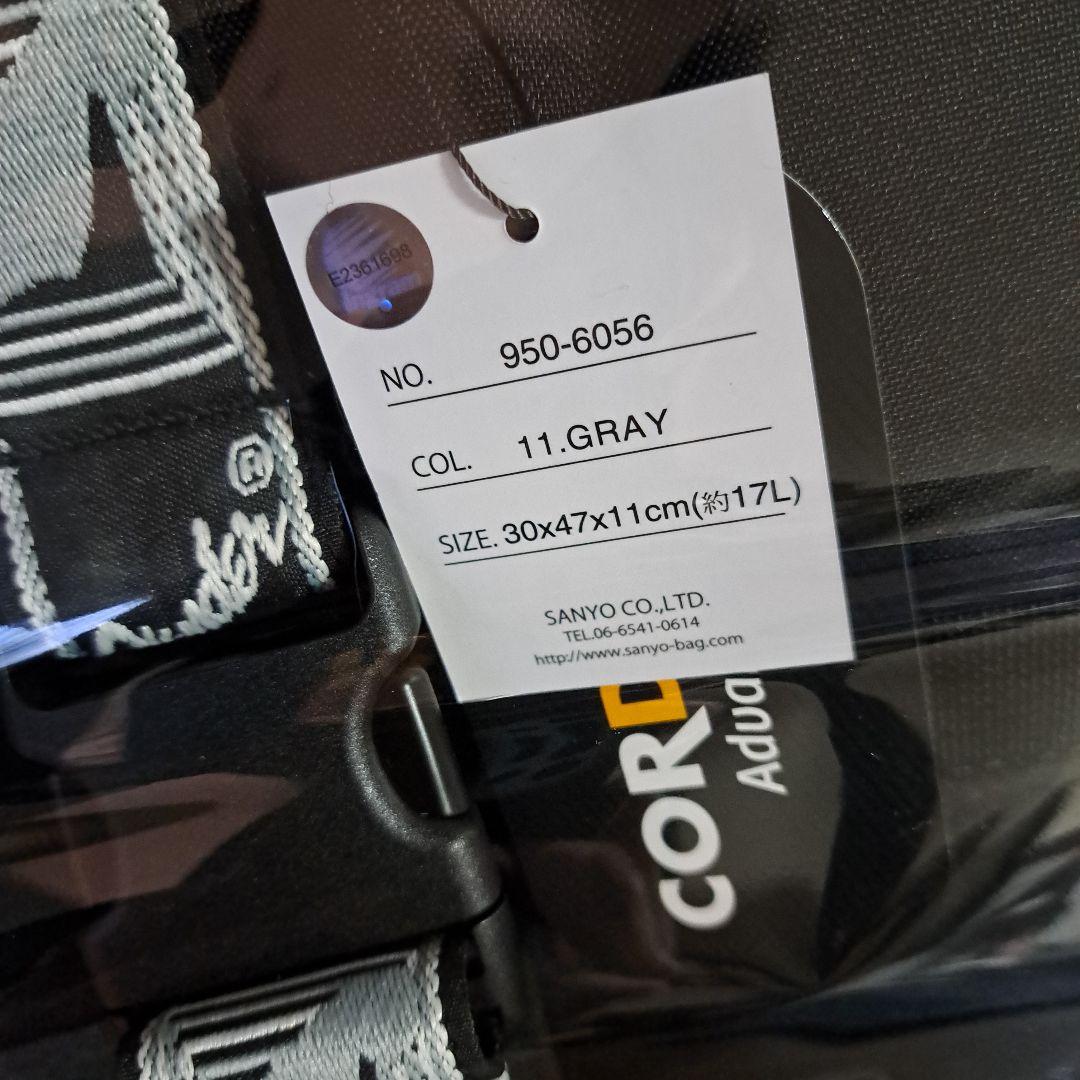 E2361698
NO. 950-6056
COL. 11.GRAY
SIZE. 30x47x11cm(約17L)
SANYO CO.,LTD.
TEL.06-6541-0614
http://www.sanyo-bag.com
CORD
Adva
®